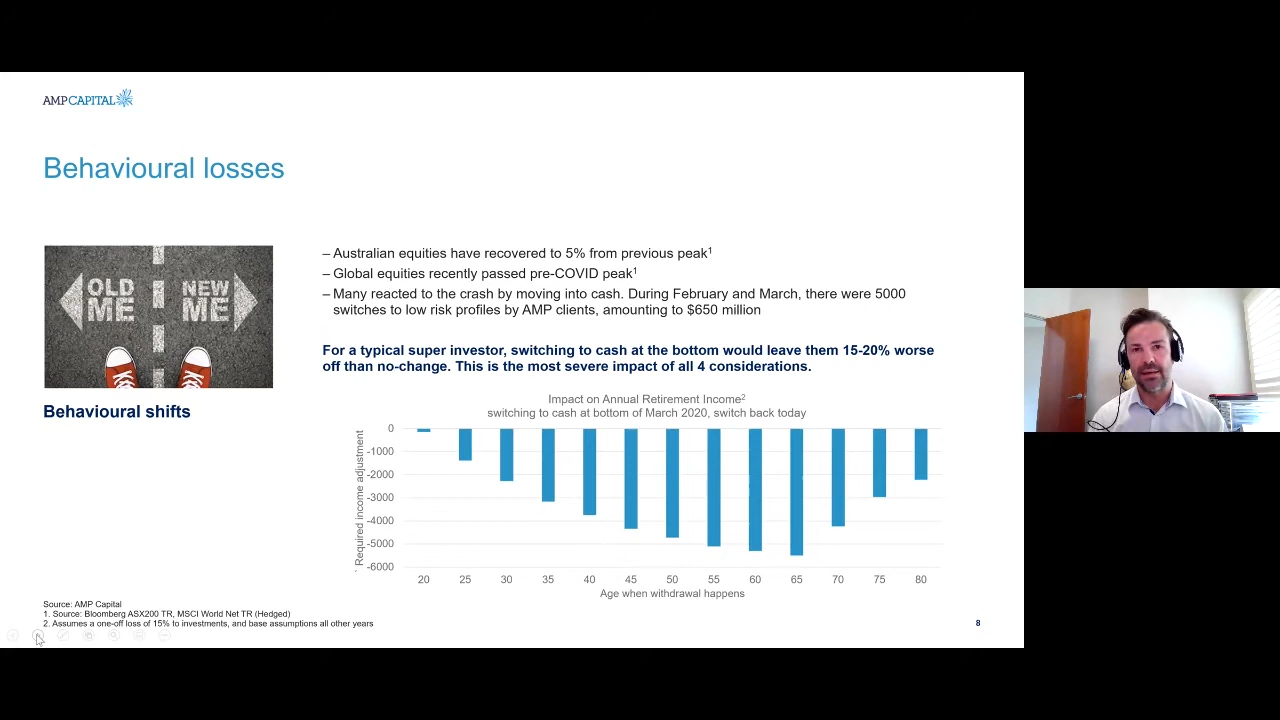 AMP CAPITAL
Behavioural losses
OLD
ME
NEW
ME
Behavioural shifts
– Australian equities have recovered to 5% from previous peak¹
– Global equities recently passed pre-COVID peak¹
– Many reacted to the crash by moving into cash. During February and March, there were 5000
switches to low risk profiles by AMP clients, amounting to $650 million
For a typical super investor, switching to cash at the bottom would leave them 15-20% worse
off than no-change. This is the most severe impact of all 4 considerations.
Impact on Annual Retirement Income²
switching to cash at bottom of March 2020, switch back today
Required income adjustment
0
-1000
-2000
-3000
-4000
-5000
-6000
20 25 30 35 40 45 50 55 60 65 70 75 80
Age when withdrawal happens
Source: AMP Capital
1. Source: Bloomberg ASX200 TR, MSCI World Net TR (Hedged)
2. Assumes a one-off loss of 15% to investments, and base assumptions all other years
8